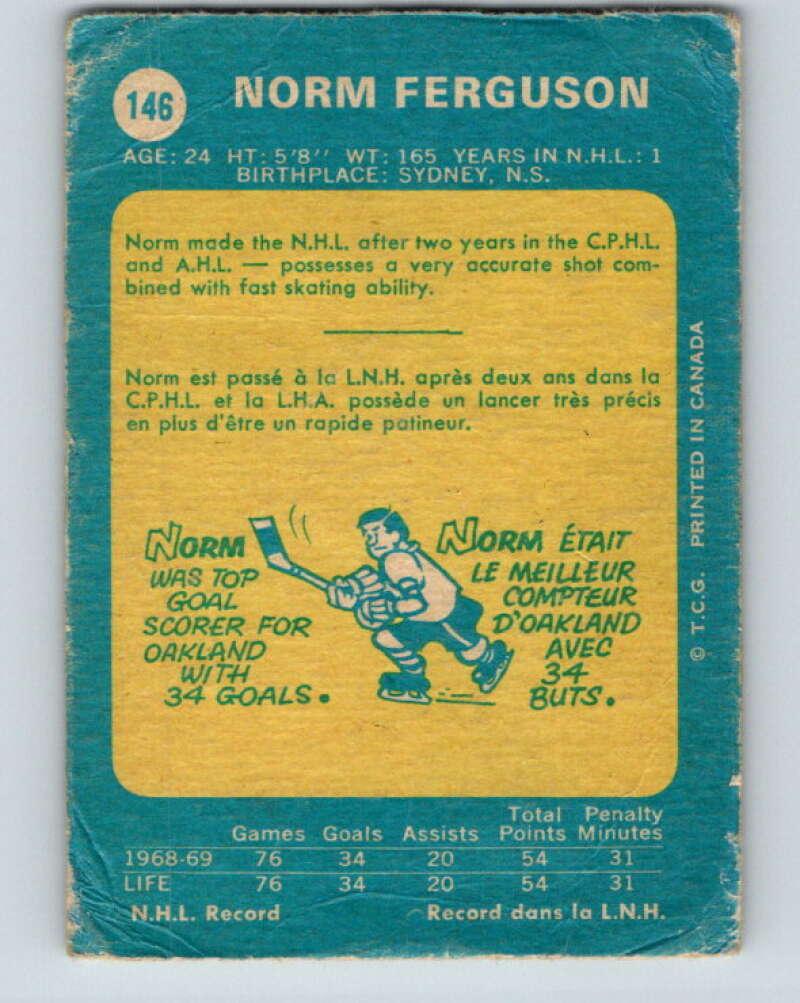 146
NORM FERGUSON
AGE: 24 HT: 5'8'' WT: 165 YEARS IN N.H.L.: 1
BIRTHPLACE: SYDNEY, N.S.
Norm made the N.H.L. after two years in the C.P.H.L.
and A.H.L. — possesses a very accurate shot com-
bined with fast skating ability.
Norm est passé à la L.N.H. après deux ans dans la
C.P.H.L. et la L.H.A. possède un lancer très précis
en plus d'être un rapide patineur.
NORM
WAS TOP
GOAL
SCORER FOR
OAKLAND
WITH
34 GOALS.
NORM ÉTAIT
LE MEILLEUR
COMPTEUR
D'OAKLAND
AVEC
34
BUTS.
© T.C.G. PRINTED IN CANADA
Total Penalty
Games Goals Assists Points Minutes
1968-69 76 34 20 54 31
LIFE 76 34 20 54 31
N.H.L. Record Record dans la L.N.H.